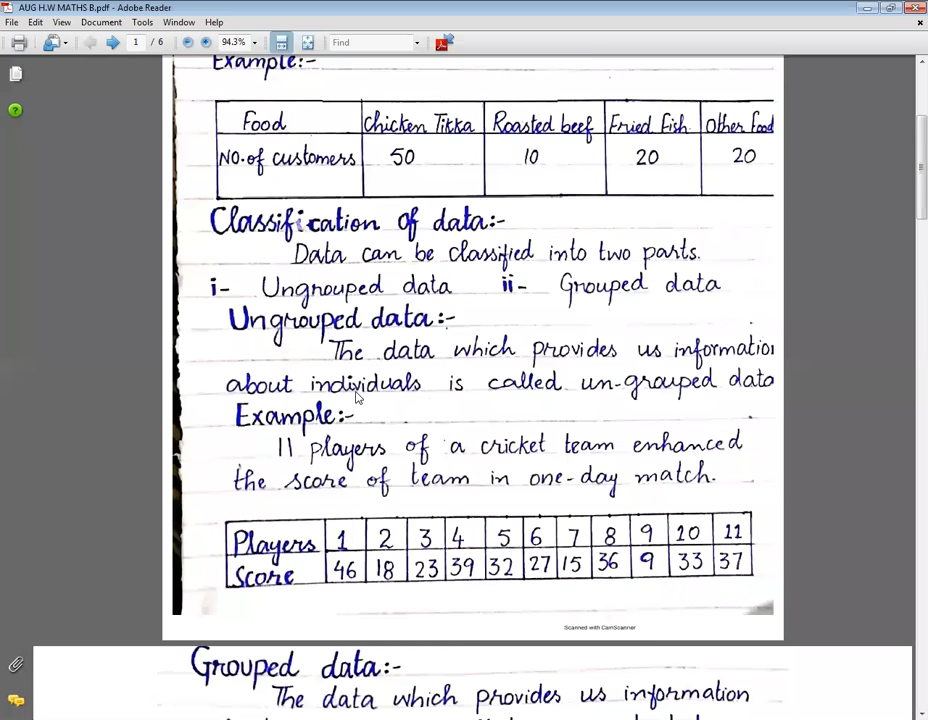 AUG H.W MATHS B.pdf - Adobe Reader
File Edit View Document Tools Window Help
1 / 6 94.3% Find
Example:-
Food Chicken Tikka Roasted beef Fried Fish Other Food
NO. of customers 50 10 20 20
Classification of data:-
Data can be classified into two parts.
i- Ungrouped data ii- Grouped data
Ungrouped data:-
The data which provides us information
about individuals is called un-grouped data
Example:-
11 players of a cricket team enhanced
the score of team in one-day match.
Players 1 2 3 4 5 6 7 8 9 10 11
Score 46 18 23 39 32 27 15 36 9 33 37
Scanned with CamScanner
Grouped data:-
The data which provides us information